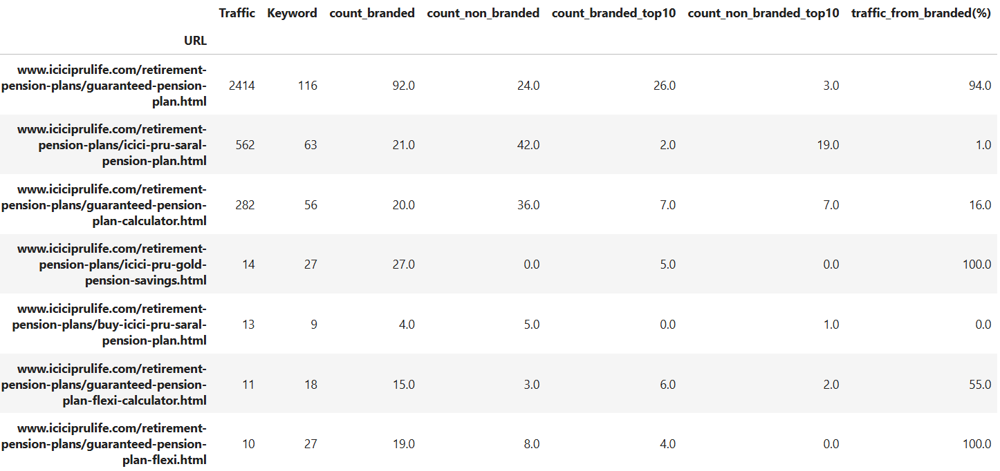 Traffic Keyword count_branded count_non_branded count_branded_top10 count_non_branded_top10 traffic_from_branded(%)
URL
www.iciciprulife.com/retirement-
pension-plans/guaranteed-pension-
plan.html
2414 116 92.0 24.0 26.0 3.0 94.0
www.iciciprulife.com/retirement-
pension-plans/icici-pru-saral-
pension-plan.html
562 63 21.0 42.0 2.0 19.0 1.0
www.iciciprulife.com/retirement-
pension-plans/guaranteed-pension-
plan-calculator.html
282 56 20.0 36.0 7.0 7.0 16.0
www.iciciprulife.com/retirement-
pension-plans/icici-pru-gold-
pension-savings.html
14 27 27.0 0.0 5.0 0.0 100.0
www.iciciprulife.com/retirement-
pension-plans/buy-icici-pru-saral-
pension-plan.html
13 9 4.0 5.0 0.0 1.0 0.0
www.iciciprulife.com/retirement-
pension-plans/guaranteed-pension-
plan-flexi-calculator.html
11 18 15.0 3.0 6.0 2.0 55.0
www.iciciprulife.com/retirement-
pension-plans/guaranteed-pension-
plan-flexi.html
10 27 19.0 8.0 4.0 0.0 100.0